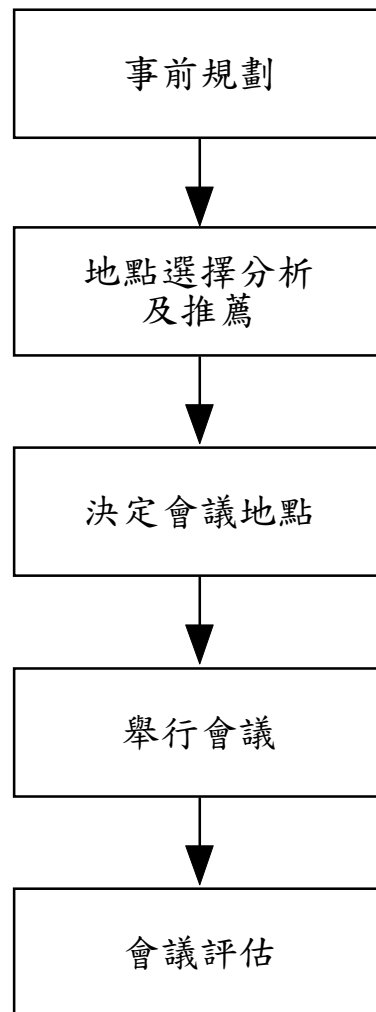 事前規劃
地點選擇分析
及推薦
決定會議地點
舉行會議
會議評估